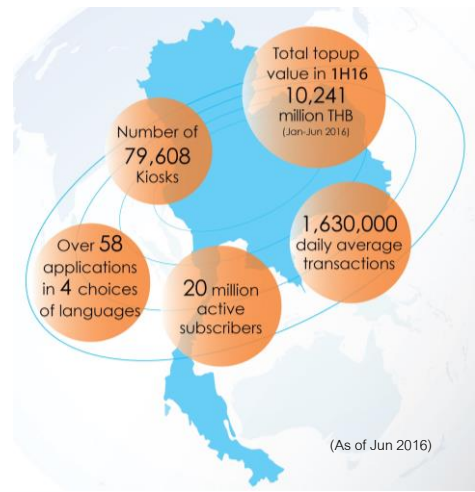 Total topup
value in 1H16
10,241
million THB
(Jan-Jun 2016)
Number of
79,608
Kiosks
1,630,000
daily average
transactions
Over 58
applications
in 4 choices
of languages
20 million
active
subscribers
(As of Jun 2016)